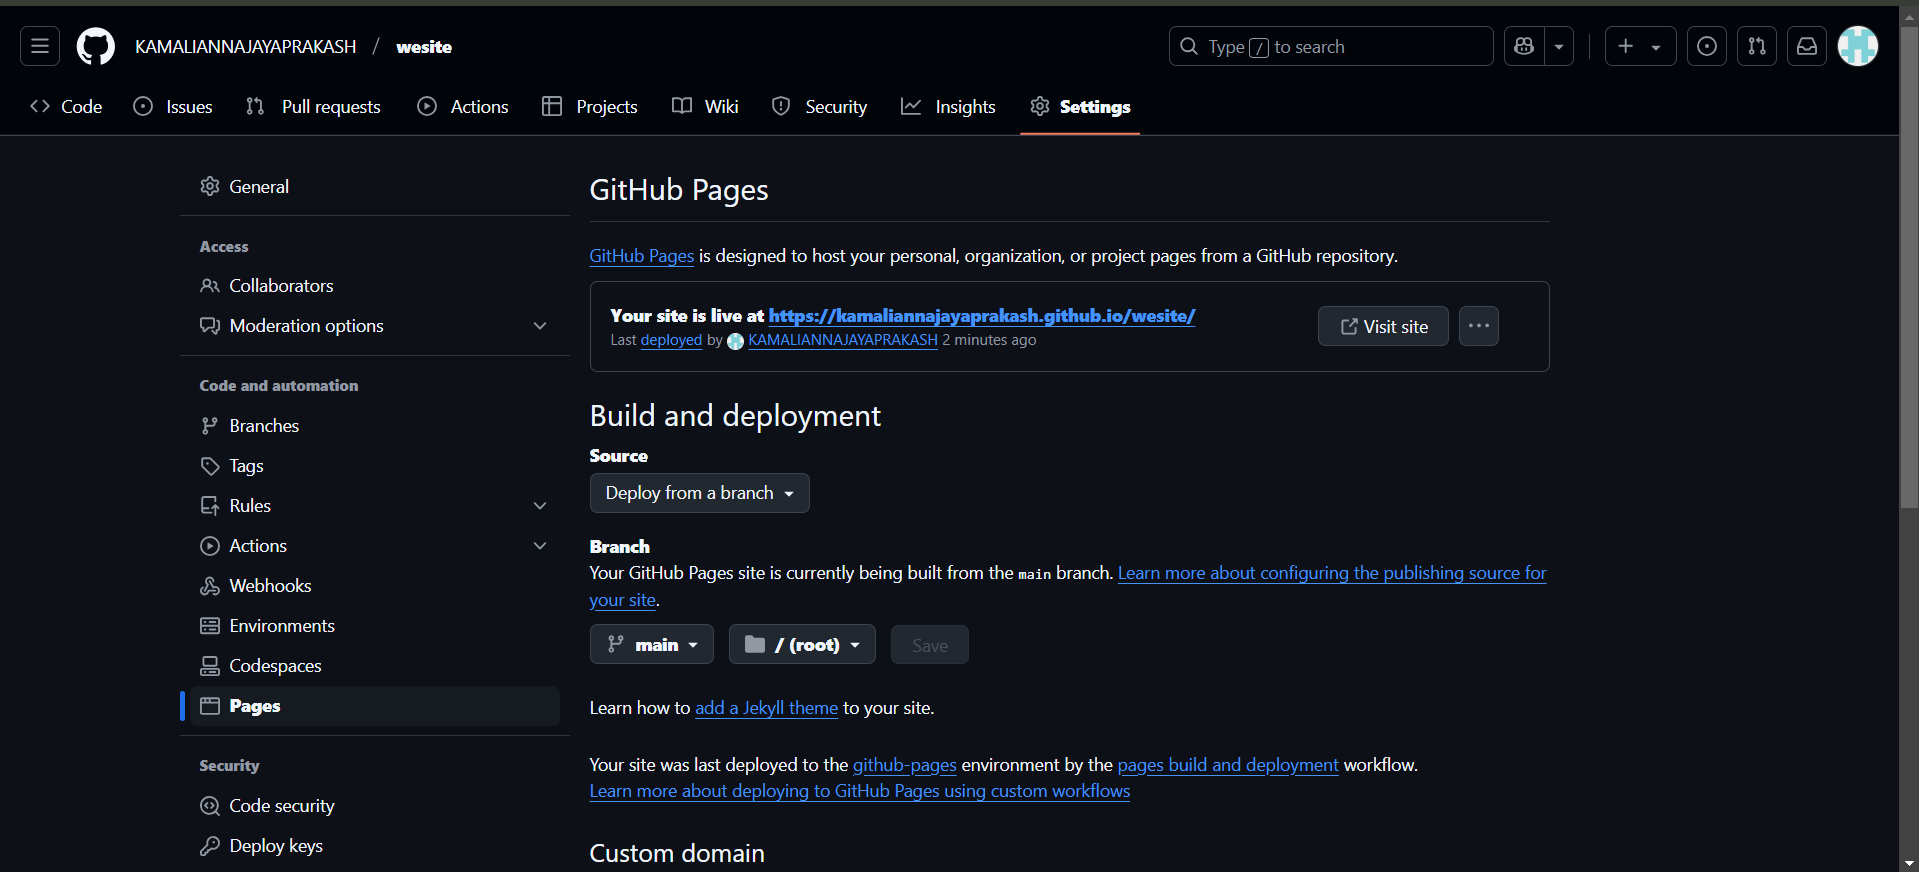 KAMALIANNAJAYAPRAKASH / wesite
Type / to search
Code Issues Pull requests Actions Projects Wiki Security Insights Settings
General
Access
Collaborators
Moderation options
Code and automation
Branches
Tags
Rules
Actions
Webhooks
Environments
Codespaces
Pages
Security
Code security
Deploy keys
GitHub Pages
GitHub Pages is designed to host your personal, organization, or project pages from a GitHub repository.
Your site is live at https://kamaliannajayaprakash.github.io/wesite/
Last deployed by KAMALIANNAJAYAPRAKASH 2 minutes ago
Visit site
Build and deployment
Source
Deploy from a branch
Branch
Your GitHub Pages site is currently being built from the main branch. Learn more about configuring the publishing source for
your site.
main / (root) Save
Learn how to add a Jekyll theme to your site.
Your site was last deployed to the github-pages environment by the pages build and deployment workflow.
Learn more about deploying to GitHub Pages using custom workflows
Custom domain